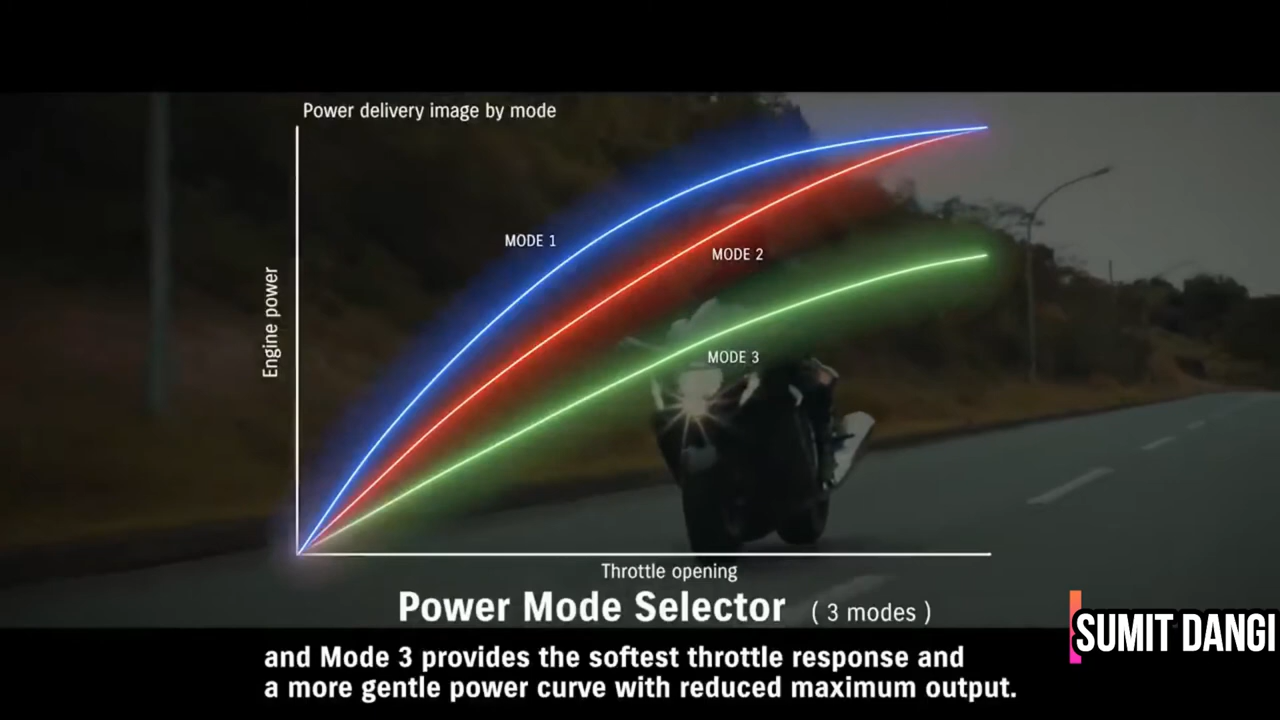 Power delivery image by mode
MODE 1
MODE 2
Engine power
MODE 3
Throttle opening
Power Mode Selector ( 3 modes )
SUMIT DANGI
and Mode 3 provides the softest throttle response and
a more gentle power curve with reduced maximum output.